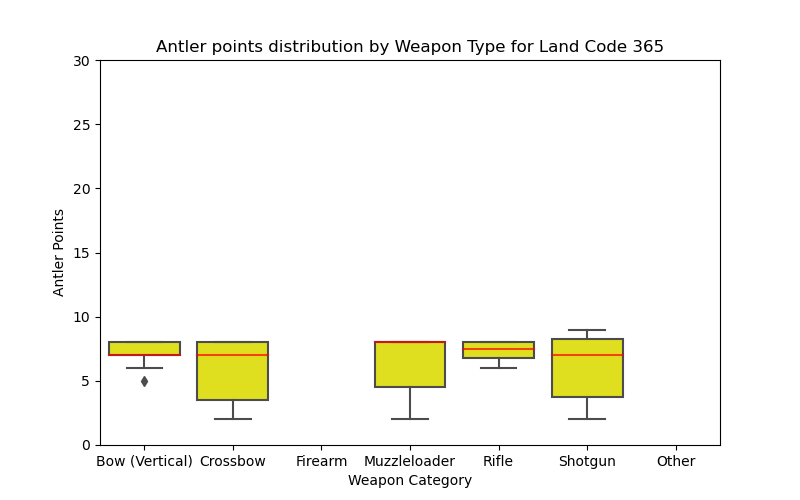 Antler points distribution by Weapon Type for Land Code 365
30
25
20
15
10
5
0
Antler Points
Bow (Vertical) Crossbow Firearm Muzzleloader Rifle Shotgun Other
Weapon Category